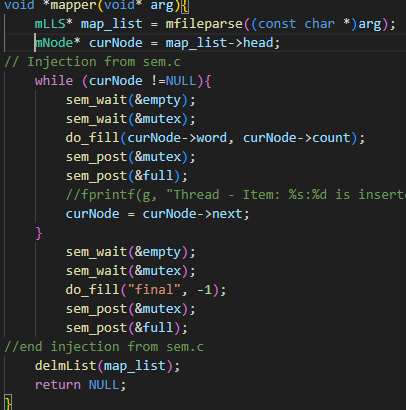 void *mapper(void* arg){
    mLLS* map_list = mfileparse((const char *)arg);
    mNode* curNode = map_list->head;
// Injection from sem.c
    while (curNode !=NULL){
        sem_wait(&empty);
        sem_wait(&mutex);
        do_fill(curNode->word, curNode->count);
        sem_post(&mutex);
        sem_post(&full);
        //fprintf(g, "Thread - Item: %s:%d is inserte
        curNode = curNode->next;
    }
        sem_wait(&empty);
        sem_wait(&mutex);
        do_fill("final", -1);
        sem_post(&mutex);
        sem_post(&full);
//end injection from sem.c
    delmList(map_list);
    return NULL;
}